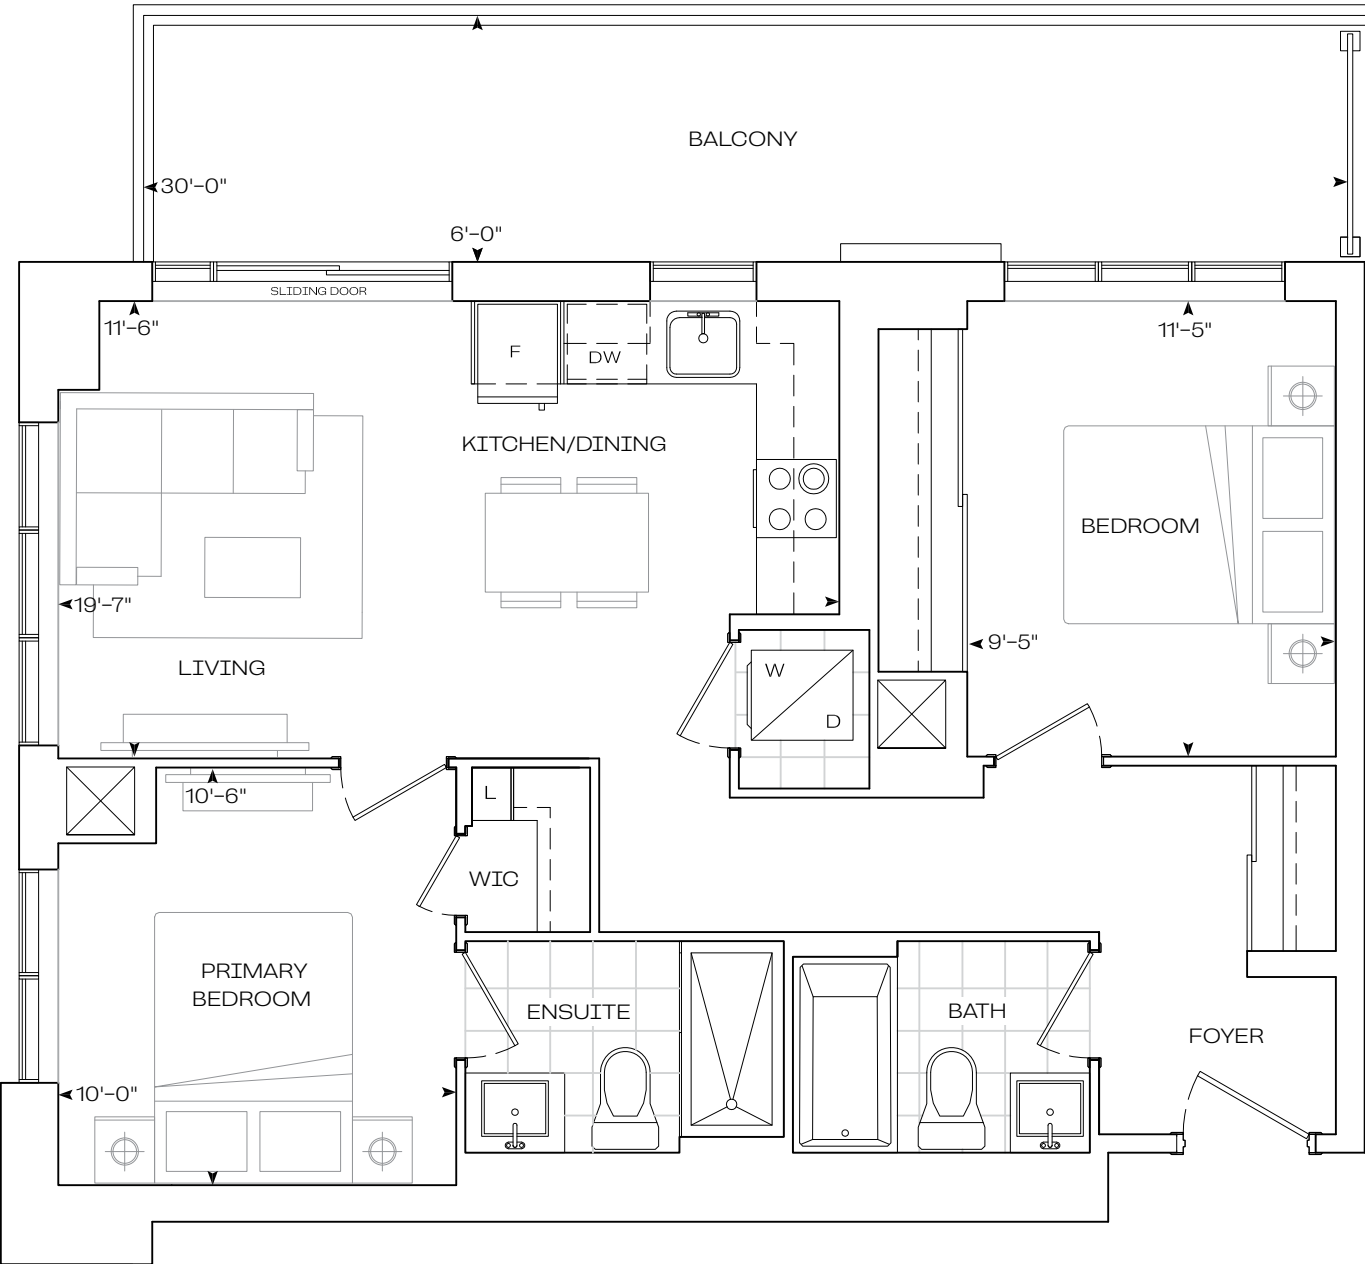 BALCONY
30'-0"
6'-0"
SLIDING DOOR
11'-6"
11'-5"
F
DW
KITCHEN/DINING
BEDROOM
19'-7"
9'-5"
LIVING
W
D
10'-6"
L
WIC
PRIMARY
BEDROOM
ENSUITE
BATH
FOYER
10'-0"